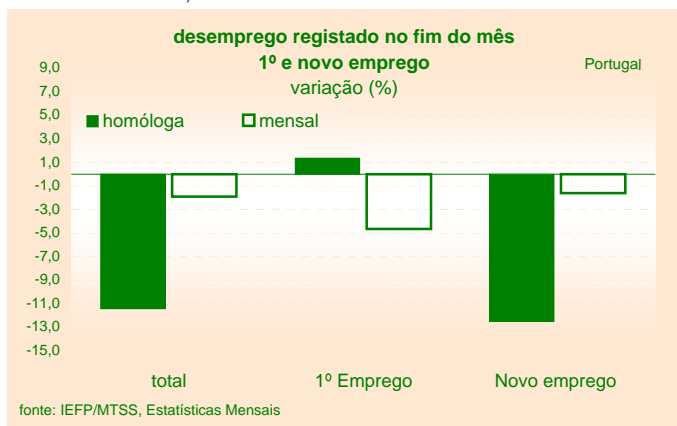 desemprego registado no fim do mês
1º e novo emprego
variação (%)
Portugal
homóloga
mensal
9,0
7,0
5,0
3,0
1,0
-1,0
-3,0
-5,0
-7,0
-9,0
-11,0
-13,0
-15,0
total
1º Emprego
Novo emprego
fonte: IEFP/MTSS, Estatísticas Mensais